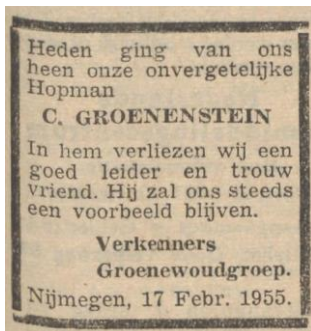 Heden ging van ons
heen onze onvergetelijke
Hopman
C. GROENENSTEIN
In hem verliezen wij een
goed leider en trouw
vriend. Hij zal ons steeds
een voorbeeld blijven.
Verkenners
Groenewoudgroep.
Nijmegen, 17 Febr. 1955.